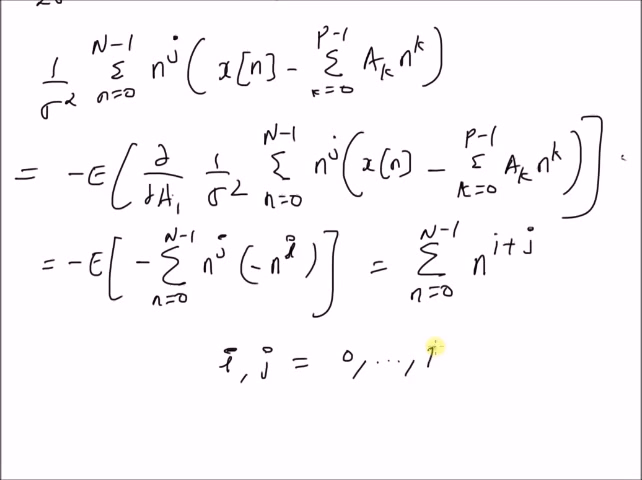 1/σ² Σ_{n=0}^{N-1} n^j ( x[n] - Σ_{k=0}^{P-1} A_k n^k )
= -E( ∂/∂A_i 1/σ² Σ_{n=0}^{N-1} n^j ( x[n] - Σ_{k=0}^{P-1} A_k n^k ) ] .
= -E[ - Σ_{n=0}^{N-1} n^j (-n^i) ] = Σ_{n=0}^{N-1} n^{i+j}
i, j = 0, ...,